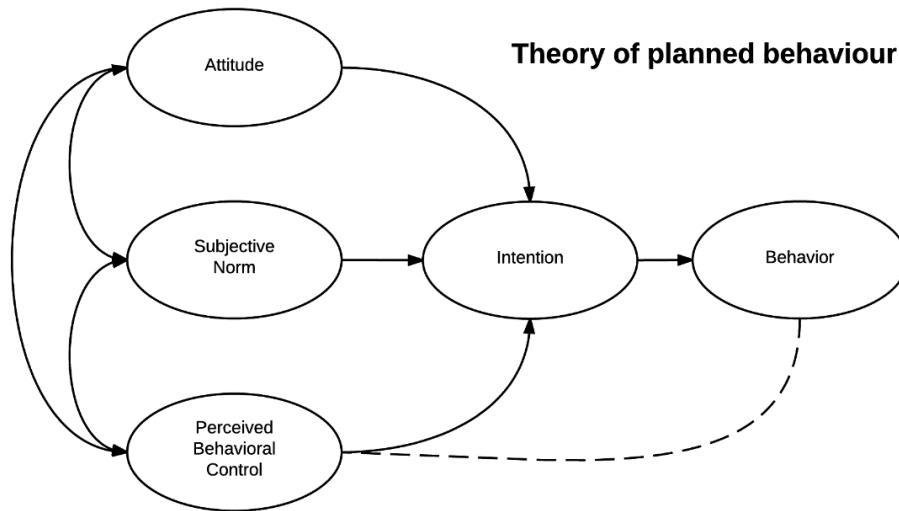 Theory of planned behaviour
Attitude
Subjective
Norm
Intention
Behavior
Perceived
Behavioral
Control